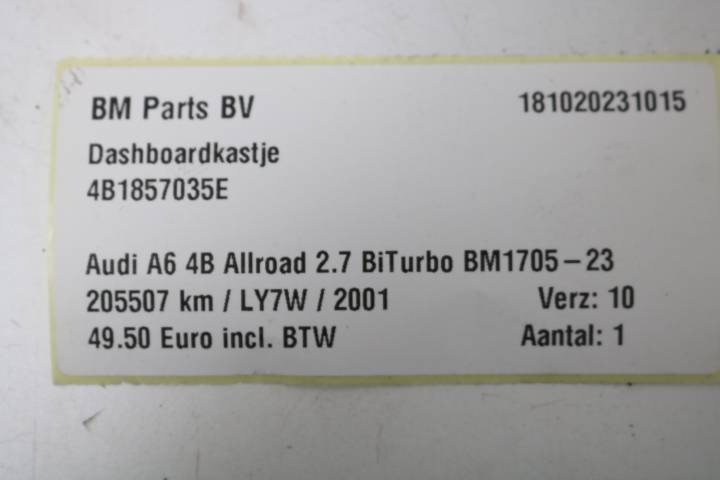 BM Parts BV 181020231015
Dashboardkastje
4B1857035E
Audi A6 4B Allroad 2.7 BiTurbo BM1705-23
205507 km / LY7W / 2001 Verz: 10
49.50 Euro incl. BTW Aantal: 1